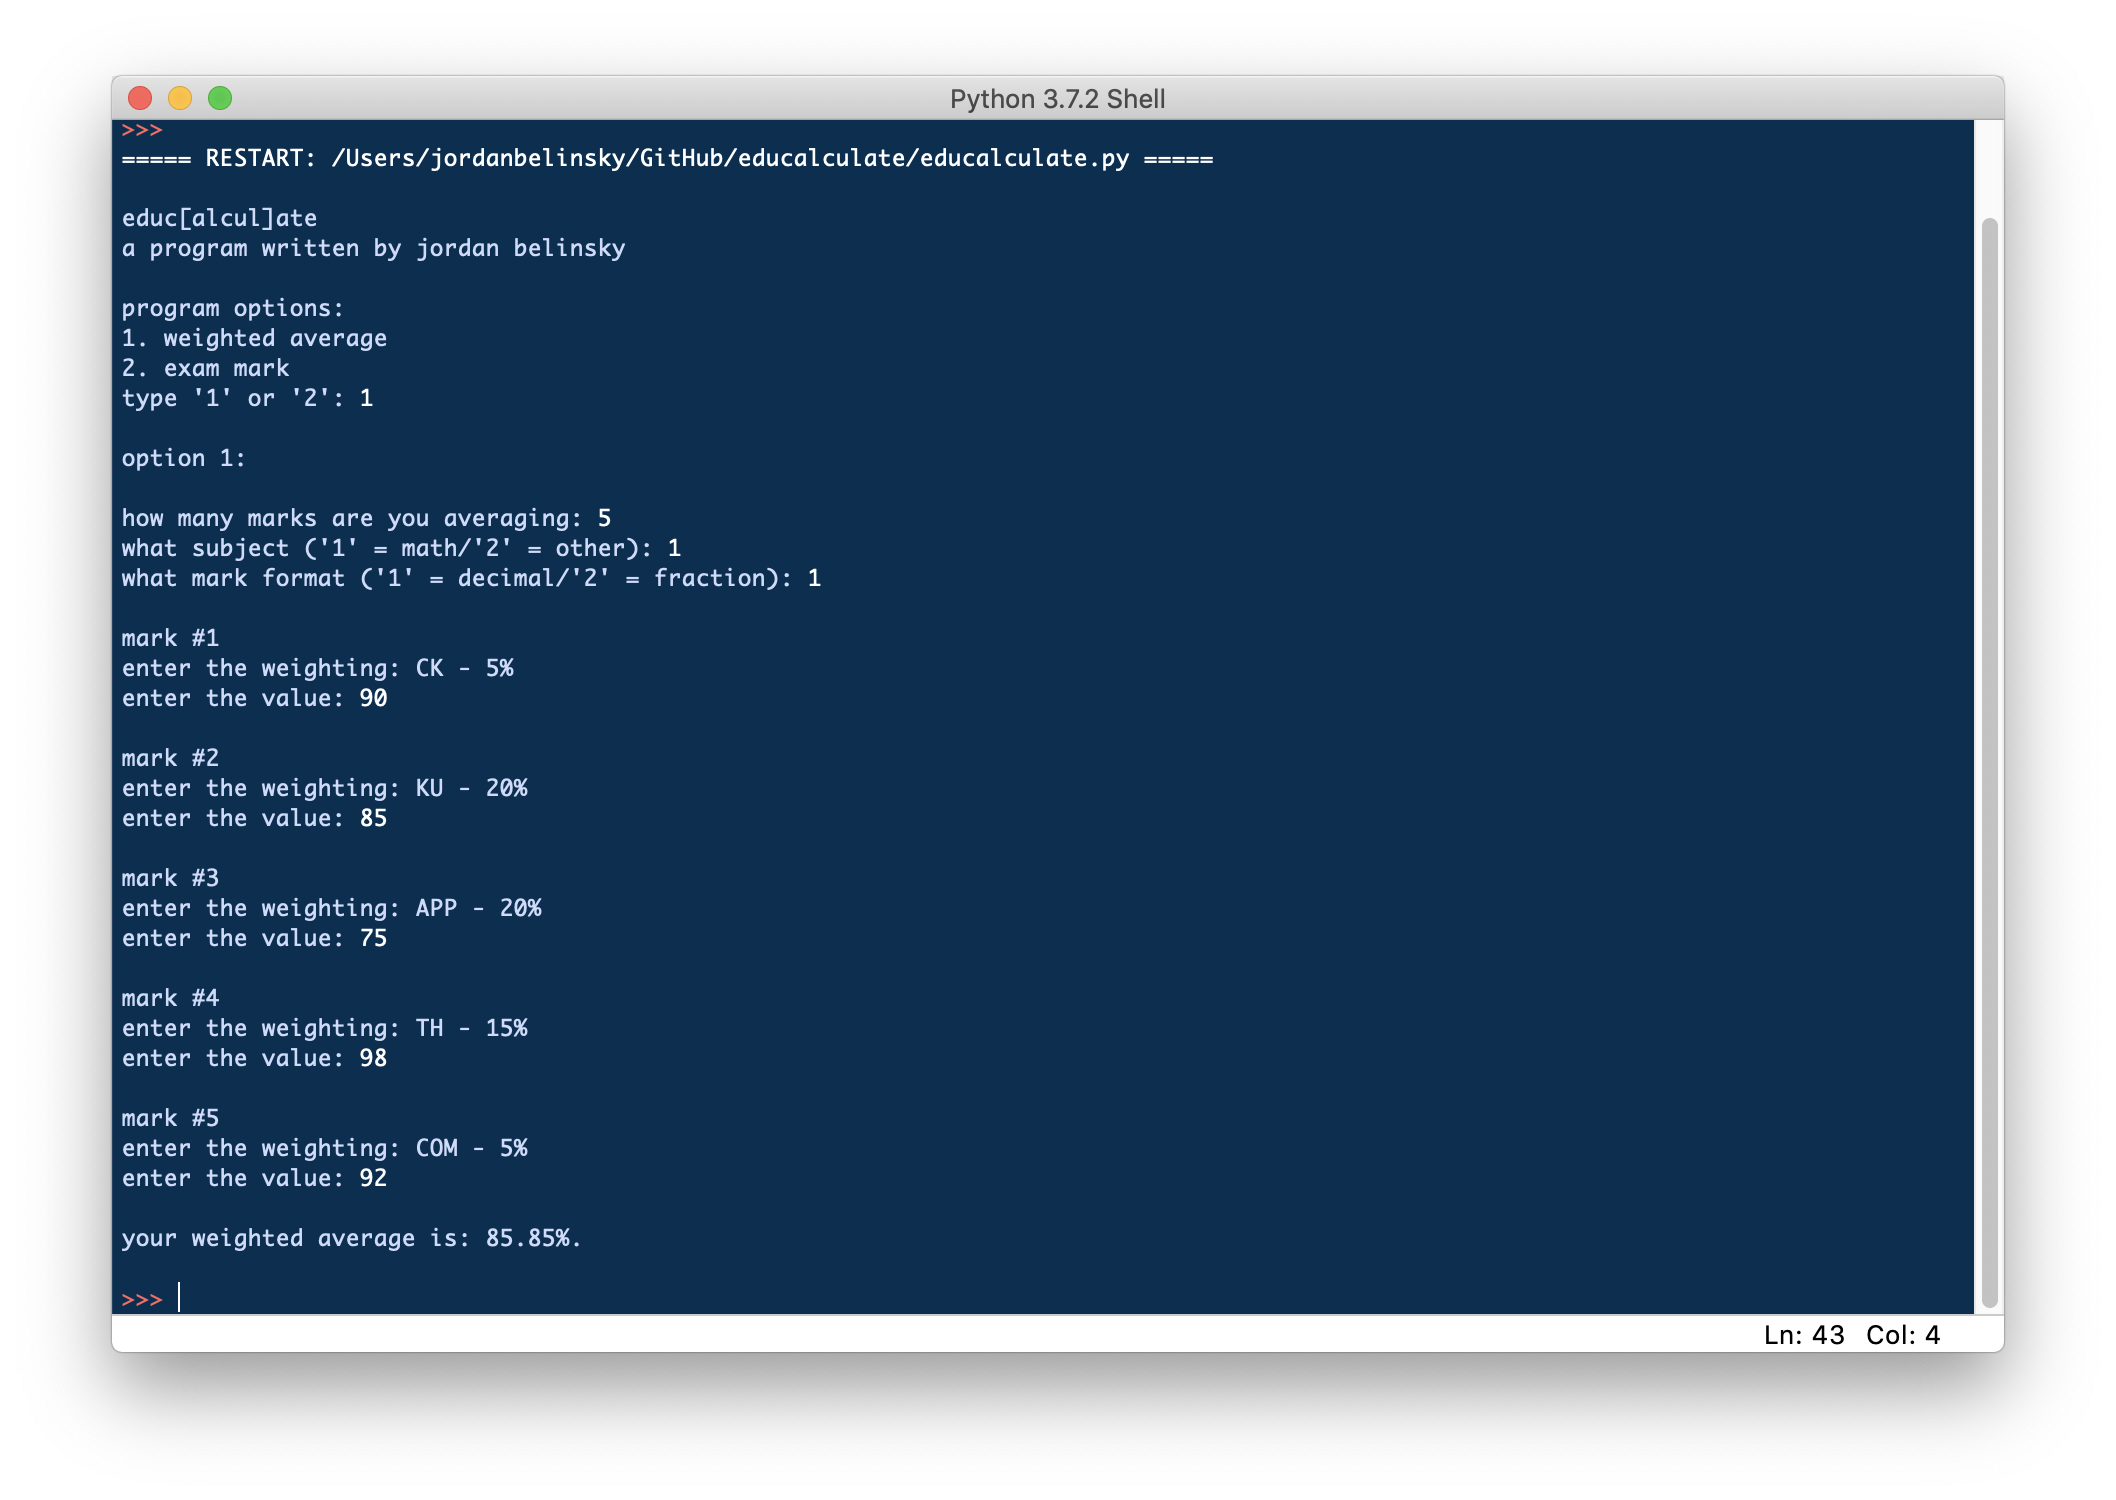 Python 3.7.2 Shell
>>>
===== RESTART: /Users/jordanbelinsky/GitHub/educalculate/educalculate.py =====
educ[alcul]ate
a program written by jordan belinsky
program options:
1. weighted average
2. exam mark
type '1' or '2': 1
option 1:
how many marks are you averaging: 5
what subject ('1' = math/'2' = other): 1
what mark format ('1' = decimal/'2' = fraction): 1
mark #1
enter the weighting: CK - 5%
enter the value: 90
mark #2
enter the weighting: KU - 20%
enter the value: 85
mark #3
enter the weighting: APP - 20%
enter the value: 75
mark #4
enter the weighting: TH - 15%
enter the value: 98
mark #5
enter the weighting: COM - 5%
enter the value: 92
your weighted average is: 85.85%.
>>>
Ln: 43 Col: 4